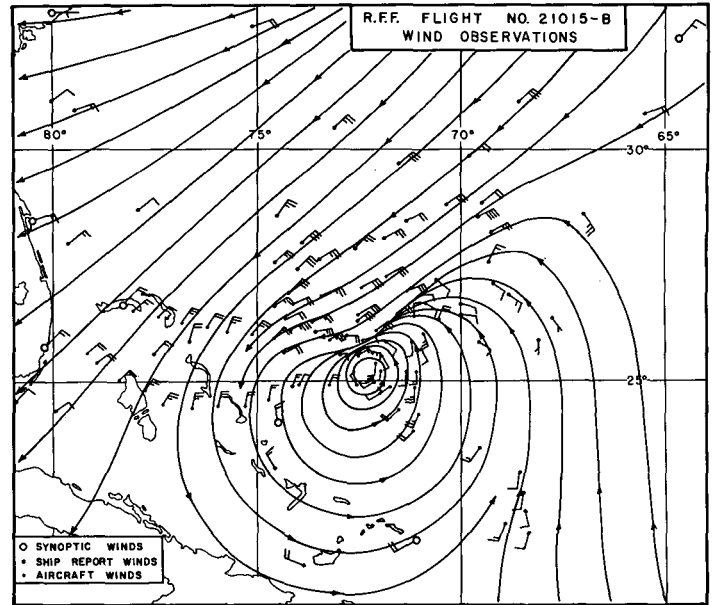 R.F.F. FLIGHT NO. 21015-B
WIND OBSERVATIONS
80° 75° 70° 65°
30°
25°
○ SYNOPTIC WINDS
• SHIP REPORT WINDS
• AIRCRAFT WINDS